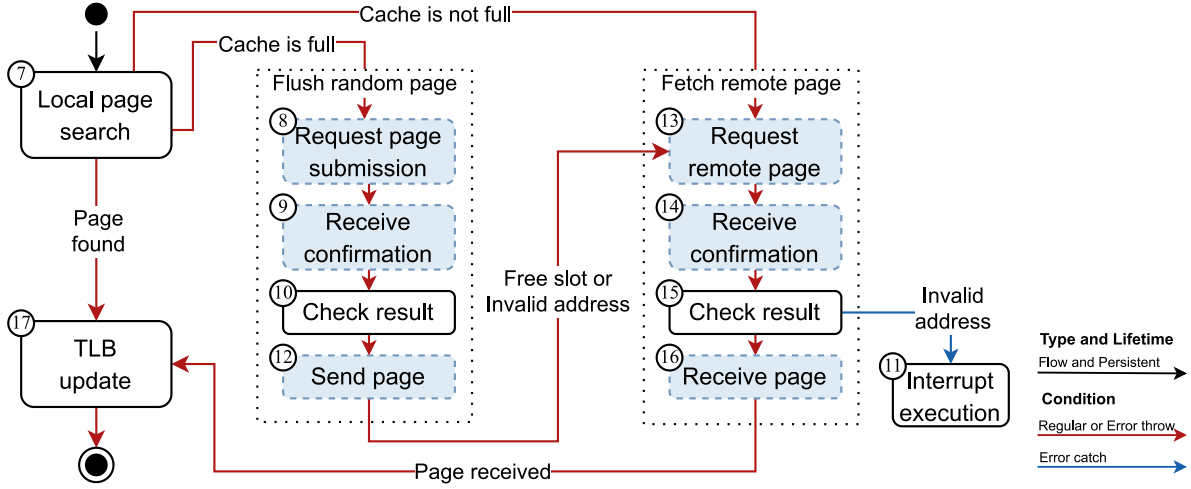 Cache is not full
Cache is full
7
Local page
search
Page
found
17
TLB
update
Flush random page
8
Request page
submission
9
Receive
confirmation
10
Check result
12
Send page
Free slot or
Invalid address
Page received
Fetch remote page
13
Request
remote page
14
Receive
confirmation
15
Check result
16
Receive page
Invalid
address
11
Interrupt
execution
Type and Lifetime
Flow and Persistent
Condition
Regular or Error throw
Error catch